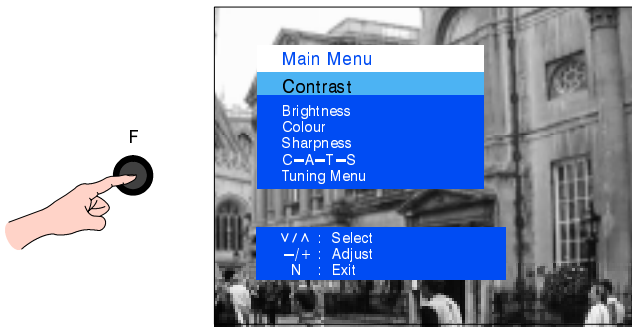 F
Main Menu
Contrast
Brightness
Colour
Sharpness
C–A–T–S
Tuning Menu
∨/∧ : Select
–/+ : Adjust
N : Exit